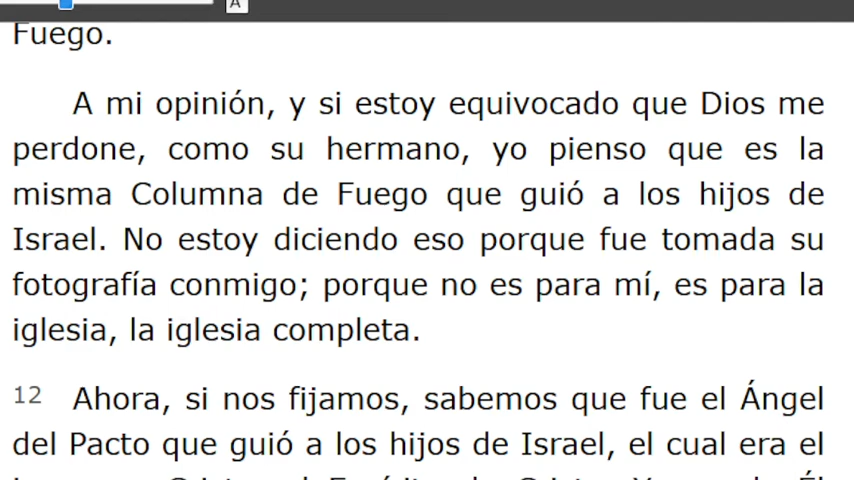 A
Fuego.
A mi opinión, y si estoy equivocado que Dios me
perdone, como su hermano, yo pienso que es la
misma Columna de Fuego que guió a los hijos de
Israel. No estoy diciendo eso porque fue tomada su
fotografía conmigo; porque no es para mí, es para la
iglesia, la iglesia completa.
12 Ahora, si nos fijamos, sabemos que fue el Ángel
del Pacto que guió a los hijos de Israel, el cual era el